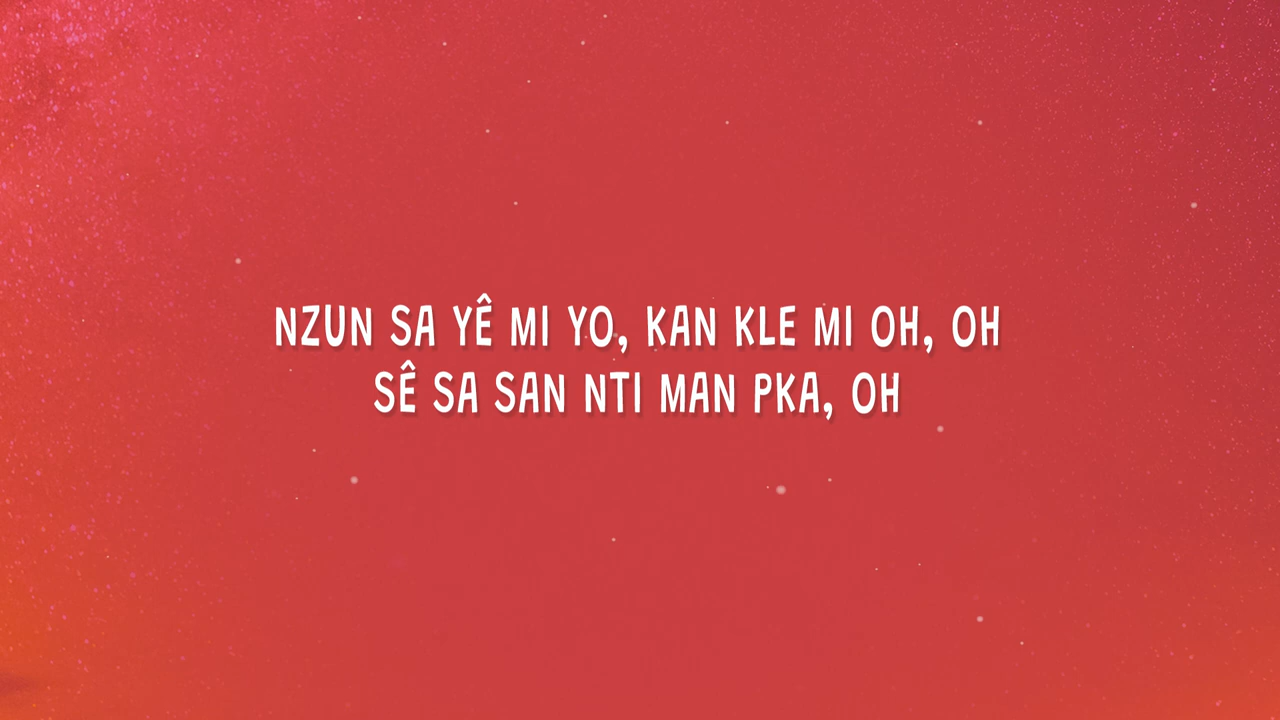 NZUN SA YÊ MI YO, KAN KLE MI OH, OH
SÊ SA SAN NTI MAN PKA, OH